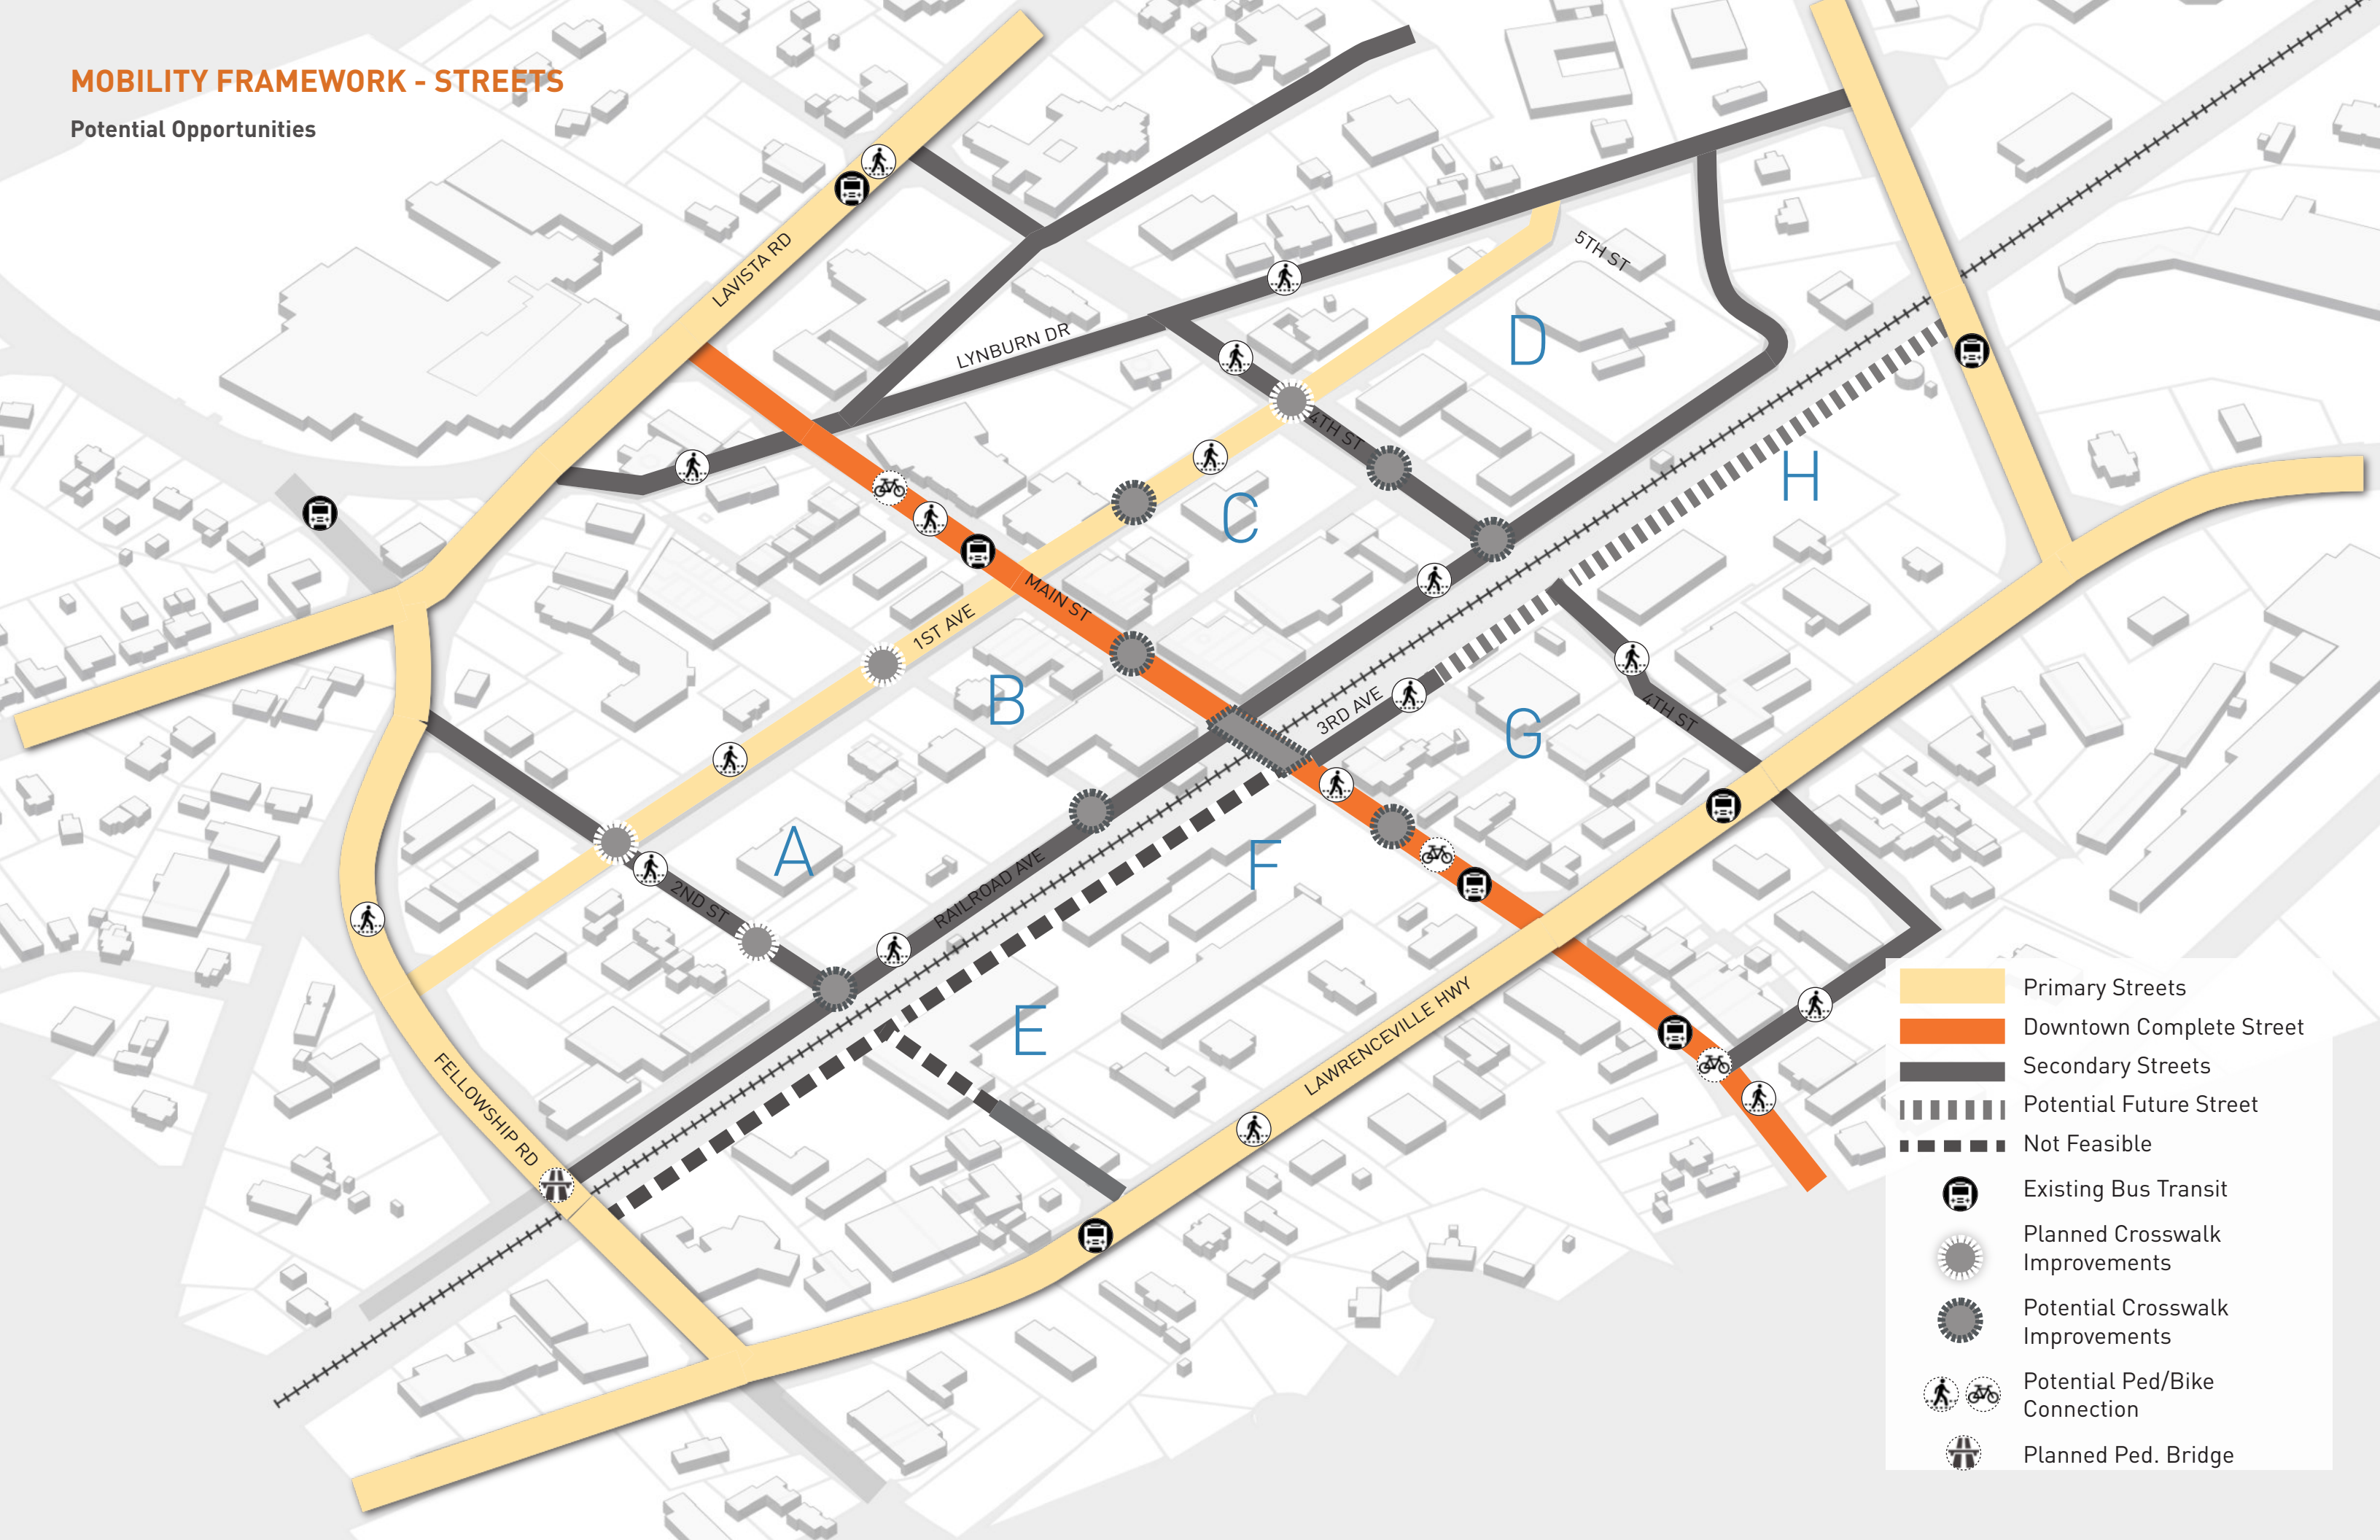 MOBILITY FRAMEWORK - STREETS
Potential Opportunities
LAVISTA RD
5TH ST
LYNBURN DR
D
4TH ST
H
C
MAIN ST
1ST AVE
B
3RD AVE
4TH ST
G
A
2ND ST
RAILROAD AVE
F
E
LAWRENCEVILLE HWY
FELLOWSHIP RD
Primary Streets
Downtown Complete Street
Secondary Streets
Potential Future Street
Not Feasible
Existing Bus Transit
Planned Crosswalk
Improvements
Potential Crosswalk
Improvements
Potential Ped/Bike
Connection
Planned Ped. Bridge